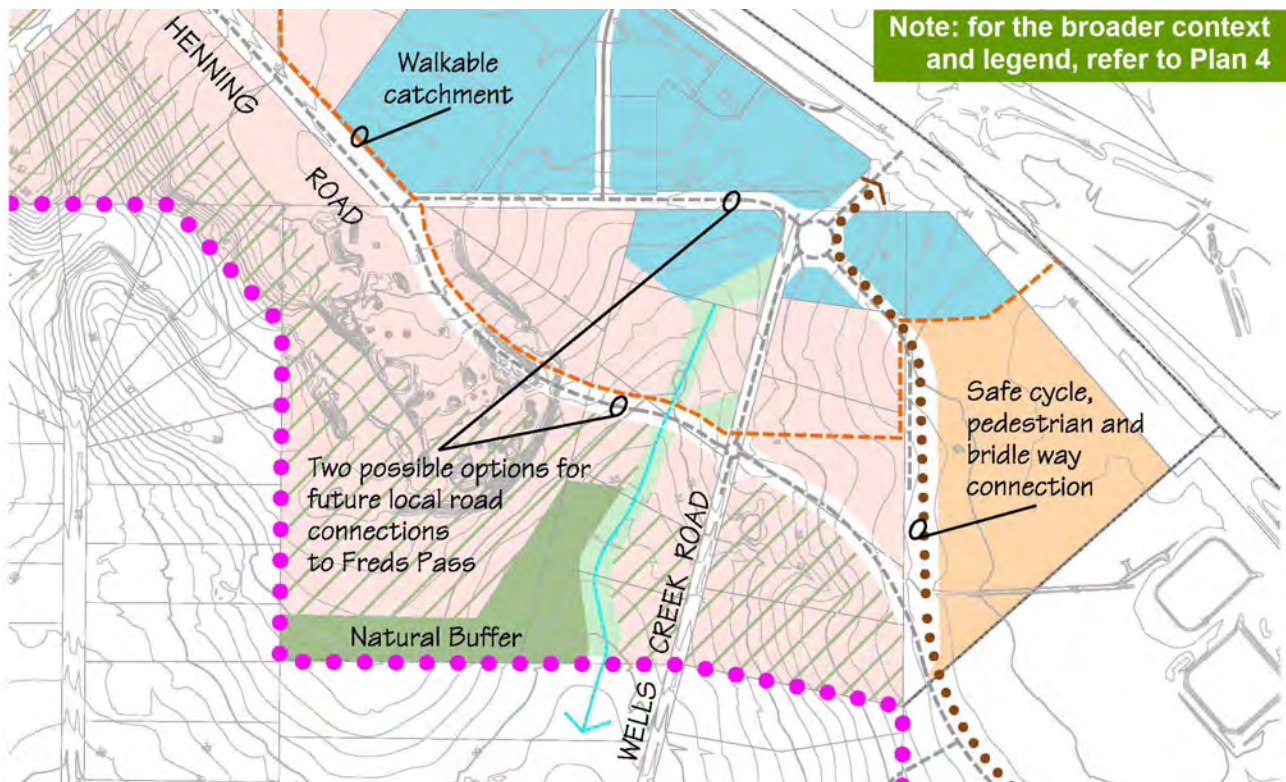 Note: for the broader context
and legend, refer to Plan 4
HENNING
ROAD
Walkable
catchment
Safe cycle,
pedestrian and
bridle way
connection
Two possible options for
future local road
connections
to Freds Pass
Natural Buffer
WELLS CREEK ROAD